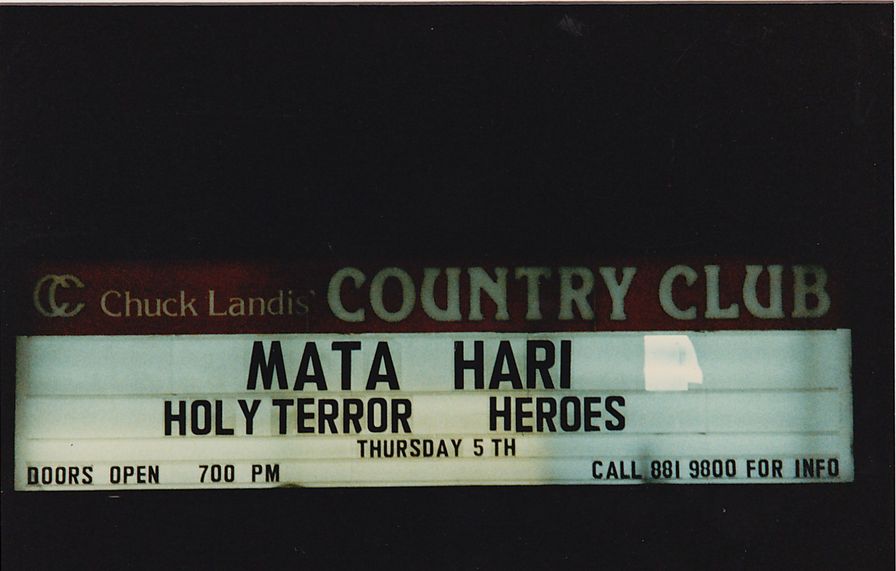 CC Chuck Landis' COUNTRY CLUB
MATA HARI
HOLY TERROR HEROES
THURSDAY 5 TH
DOORS OPEN 700 PM CALL 881 9800 FOR INFO